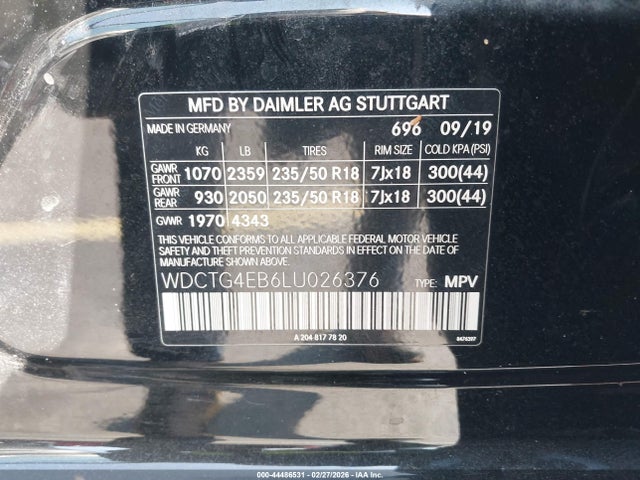 MFD BY DAIMLER AG STUTTGART
MADE IN GERMANY 696 09/19
KG LB TIRES RIM SIZE COLD KPA(PSI)
GAWR FRONT 1070 2359 235/50 R18 7Jx18 300(44)
GAWR REAR 930 2050 235/50 R18 7Jx18 300(44)
GVWR 1970 4343
THIS VEHICLE CONFORMS TO ALL APPLICABLE FEDERAL MOTOR VEHICLE
SAFETY AND THEFT PREVENTION STANDARDS IN EFFECT ON THE DATE OF
MANUFACTURE SHOWN ABOVE.
WDCTG4EB6LU026376 TYPE: MPV
A 204 817 78 20
000-44486531 - 02/27/2026 - IAA Inc.